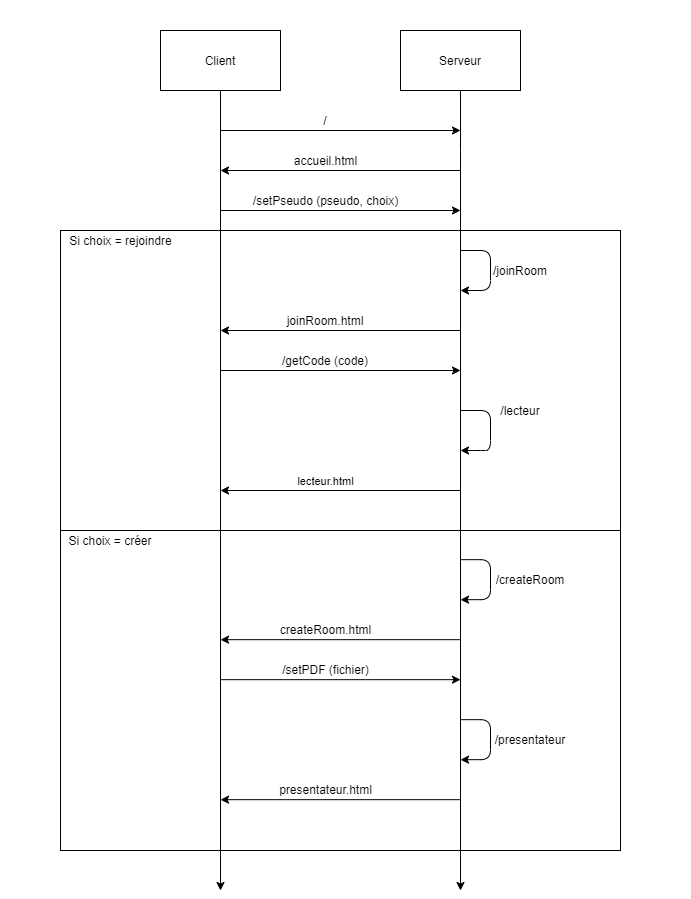 Client
Serveur
/
accueil.html
/setPseudo (pseudo, choix)
Si choix = rejoindre
/joinRoom
joinRoom.html
/getCode (code)
/lecteur
lecteur.html
Si choix = créer
/createRoom
createRoom.html
/setPDF (fichier)
/presentateur
presentateur.html